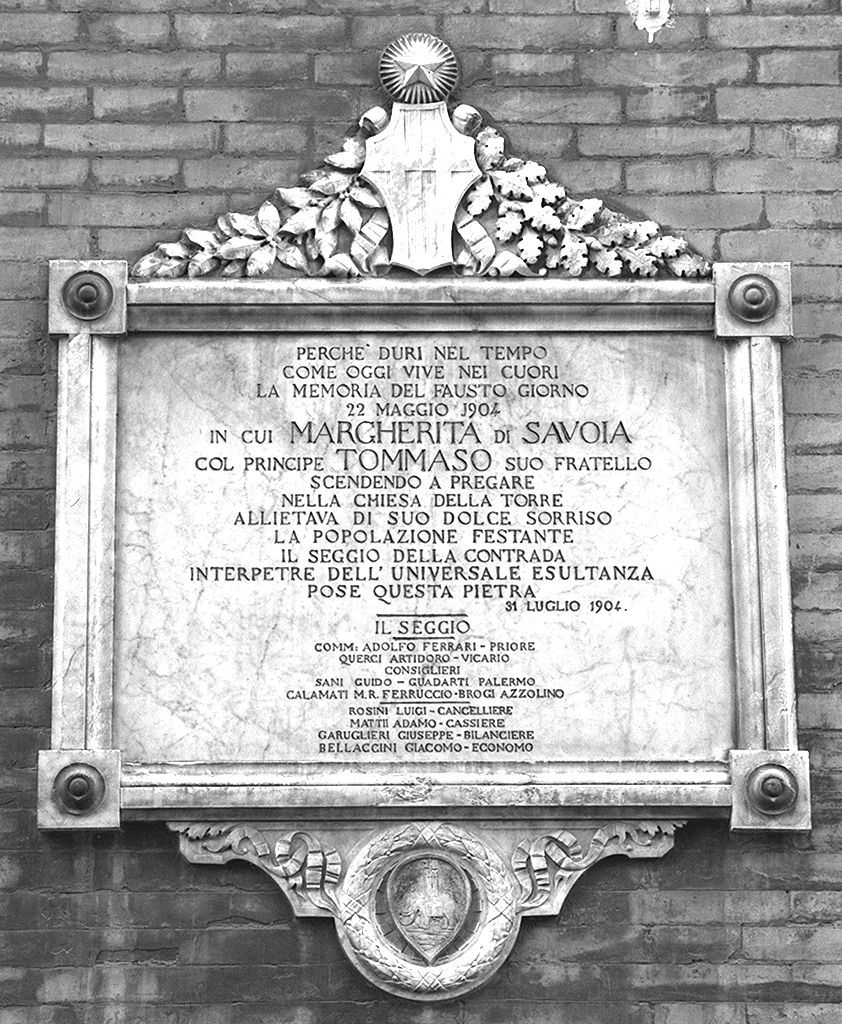 PERCHE` DURI NEL TEMPO
COME OGGI VIVE NEI CUORI
LA MEMORIA DEL FAUSTO GIORNO
22 MAGGIO 1904
IN CUI MARGHERITA DI SAVOIA
COL PRINCIPE TOMMASO SUO FRATELLO
SCENDENDO A PREGARE
NELLA CHIESA DELLA TORRE
ALLIETAVA DI SUO DOLCE SORRISO
LA POPOLAZIONE FESTANTE
IL SEGGIO DELLA CONTRADA
INTERPETRE DELL' UNIVERSALE ESULTANZA
POSE QUESTA PIETRA
31 LUGLIO 1904.
IL SEGGIO
COMM: ADOLFO FERRARI - PRIORE
QUERCI ARTIDORO - VICARIO
CONSIGLIERI
SANI GUIDO - GUADARTI PALERMO
CALAMATI M.R. FERRUCCIO - BROGI AZZOLINO
ROSINI LUIGI - CANCELLIERE
MATTII ADAMO - CASSIERE
GARUGLIERI GIUSEPPE - BILANCIERE
BELLACCINI GIACOMO - ECONOMO